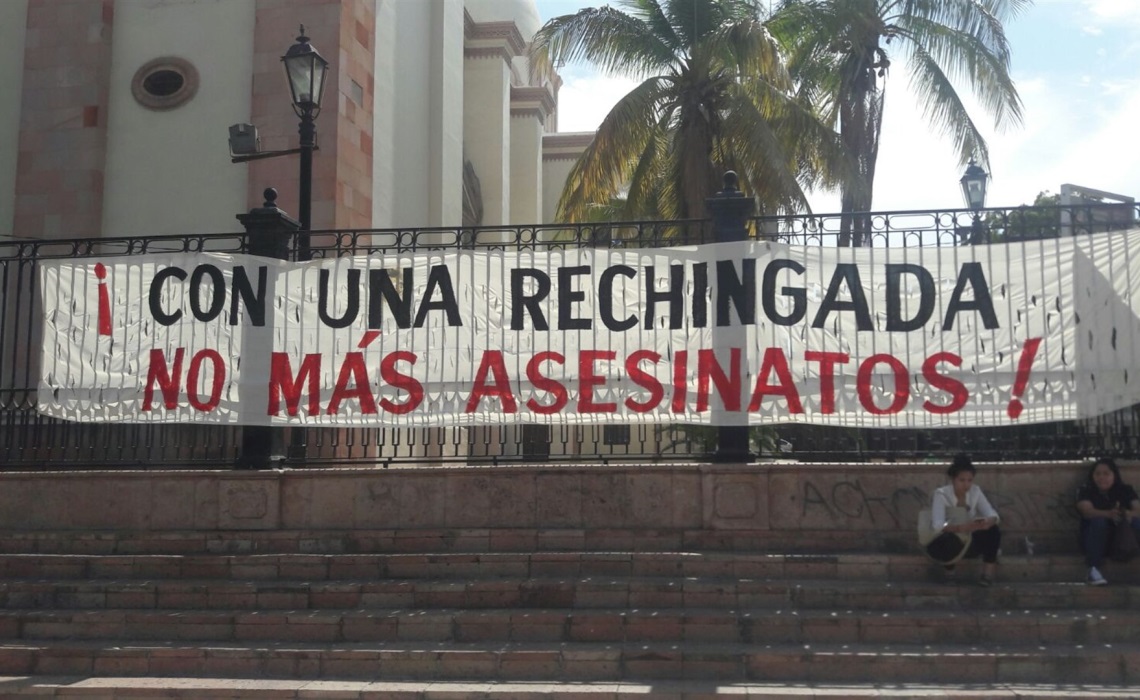 ¡CON UNA RECHINGADA
NO MÁS ASESINATOS!